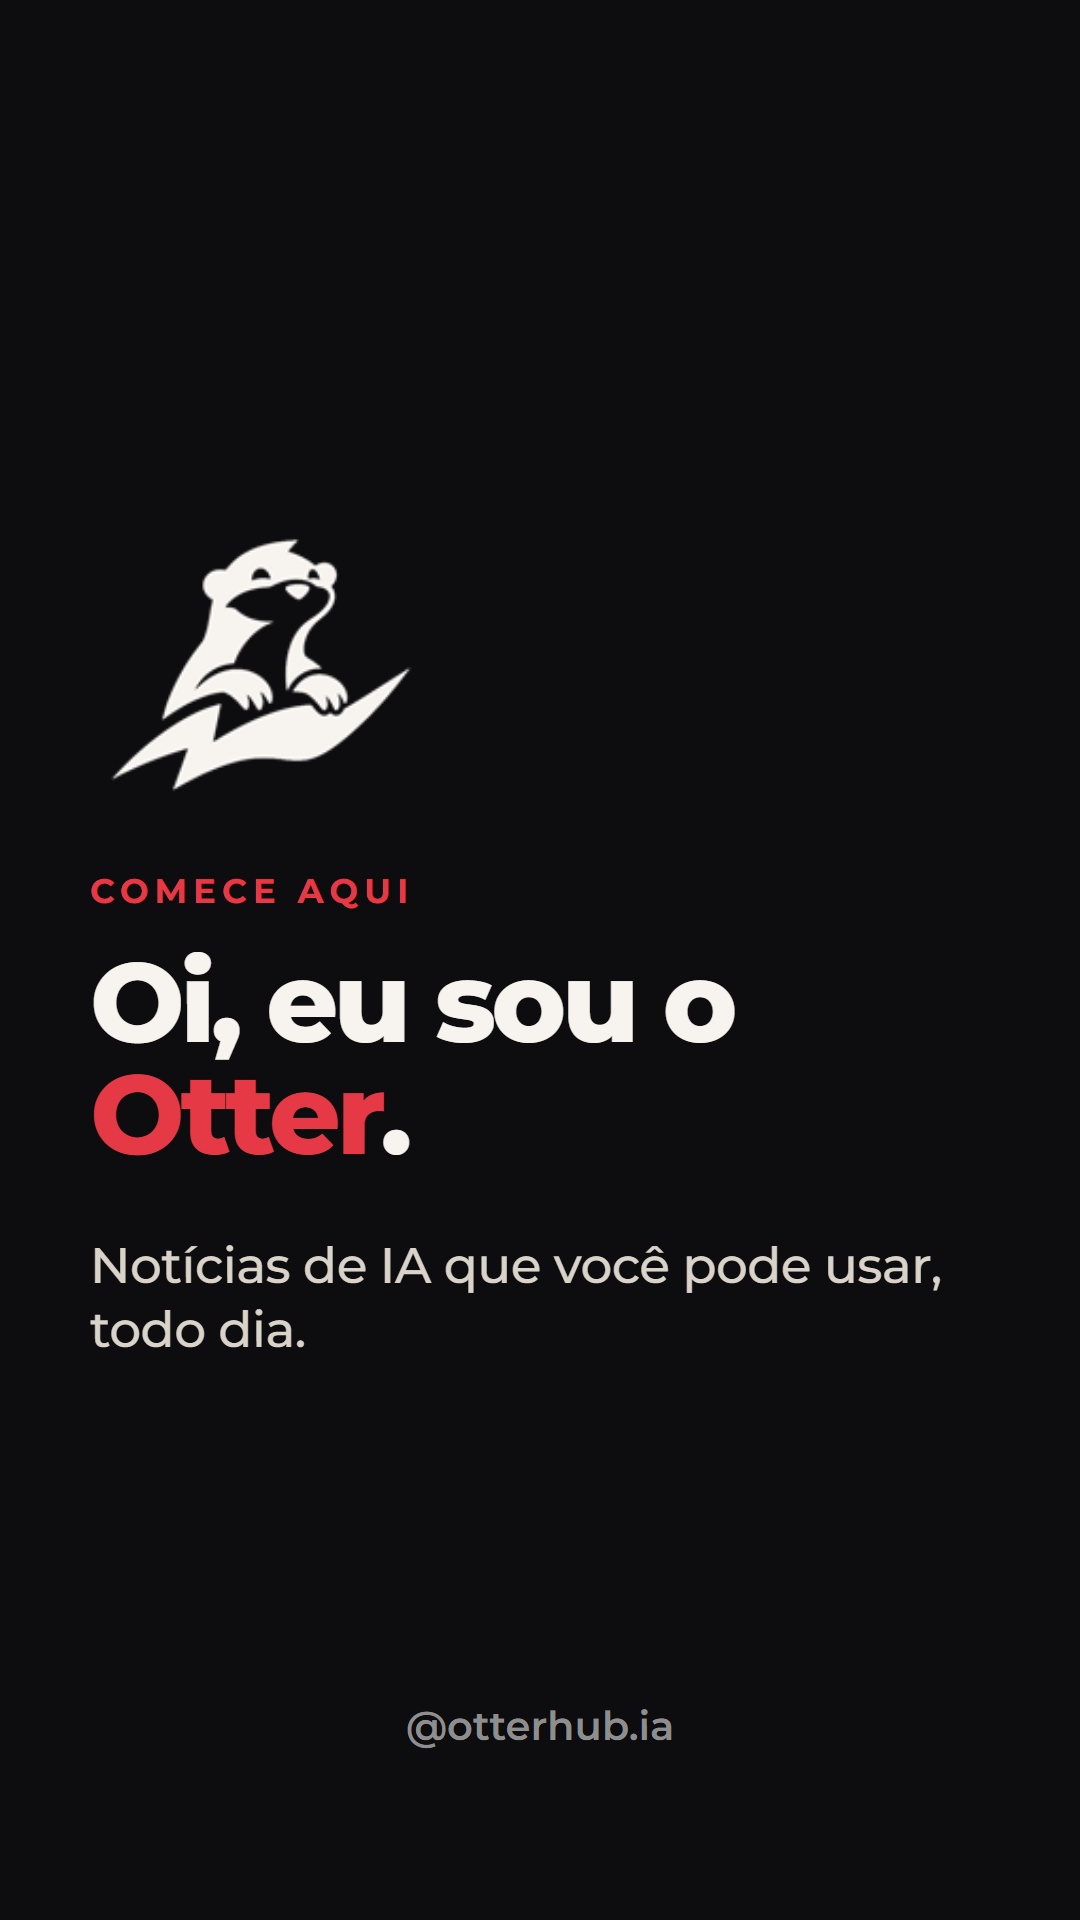 COMECE AQUI
Oi, eu sou o
Otter.
Notícias de IA que você pode usar,
todo dia.
@otterhub.ia